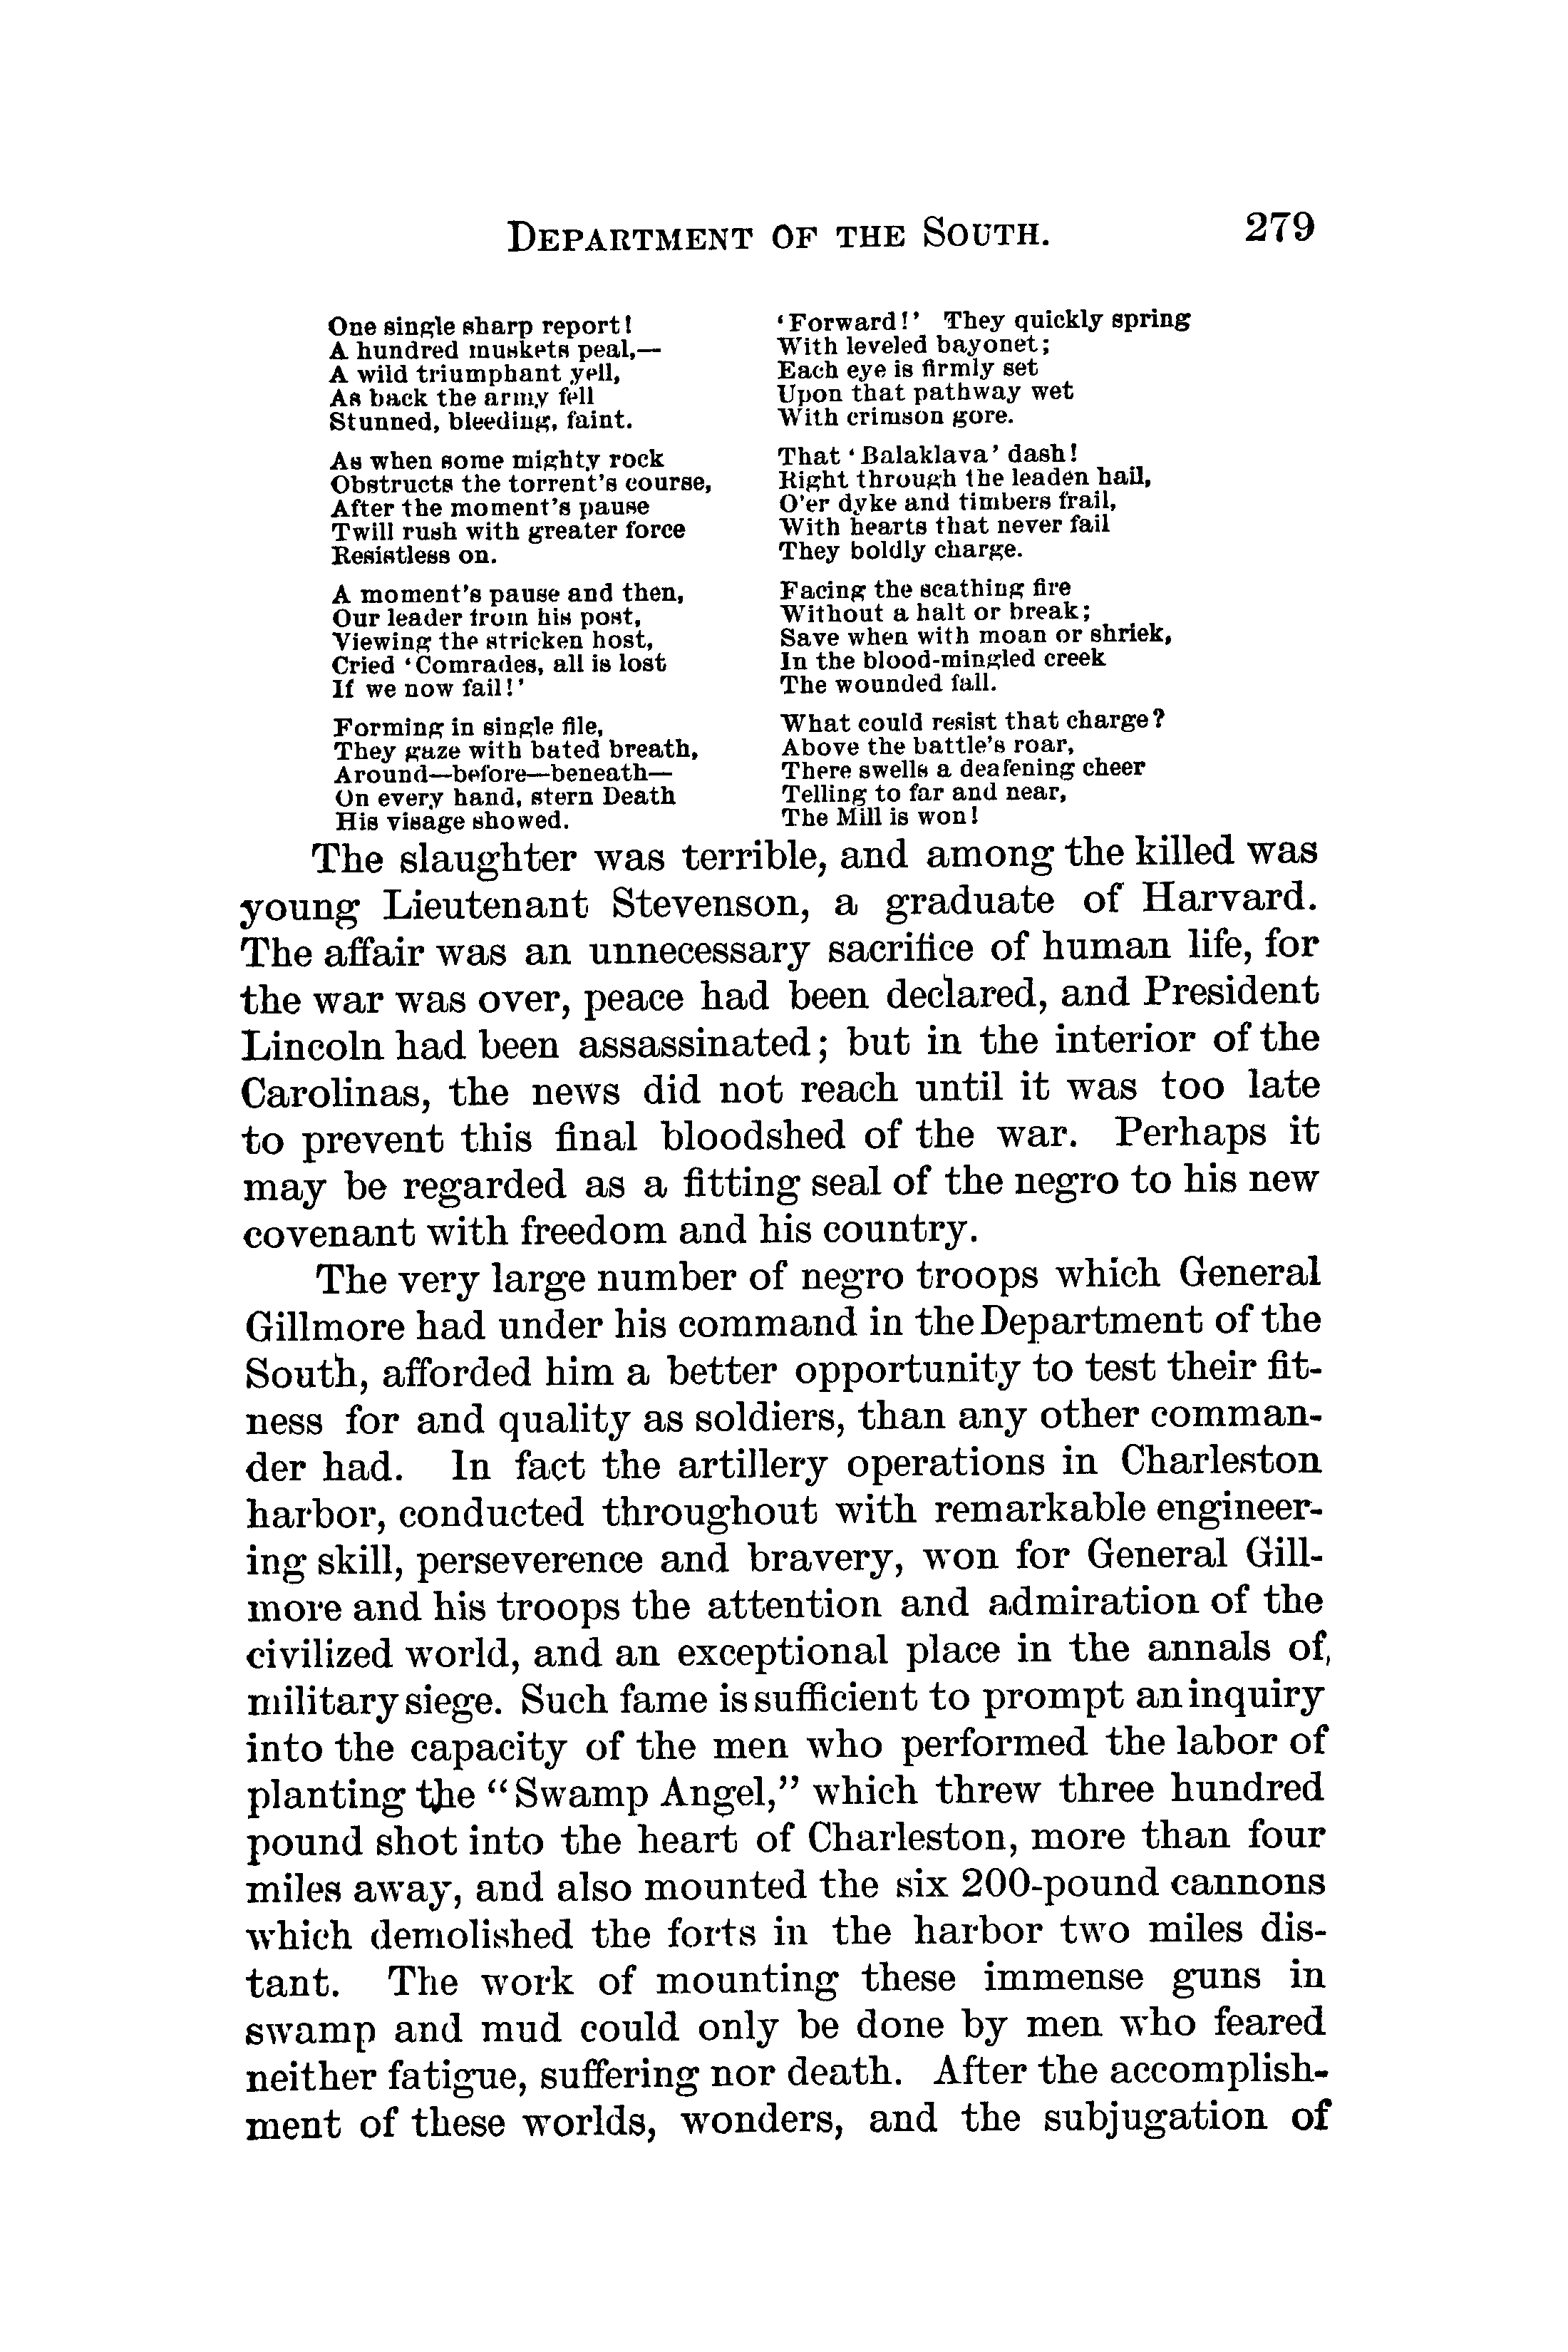 DEPARTMENT OF THE SOUTH. 279
One single sharp report!
A hundred muskets peal,—
A wild triumphant yell,
As back the army fell
Stunned, bleeding, faint.
As when some mighty rock
Obstructs the torrent's course,
After the moment's pause
Twill rush with greater force
Resistless on.
A moment's pause and then,
Our leader from his post,
Viewing the stricken host,
Cried 'Comrades, all is lost
If we now fail!'
Forming in single file,
They gaze with bated breath,
Around—before—beneath—
On every hand, stern Death
His visage showed.
'Forward!' They quickly spring
With leveled bayonet;
Each eye is firmly set
Upon that pathway wet
With crimson gore.
That 'Balaklava' dash!
Right through the leaden hail,
O'er dyke and timbers frail,
With hearts that never fail
They boldly charge.
Facing the scathing fire
Without a halt or break;
Save when with moan or shriek,
In the blood-mingled creek
The wounded fall.
What could resist that charge?
Above the battle's roar,
There swells a deafening cheer
Telling to far and near,
The Mill is won!
The slaughter was terrible, and among the killed was
young Lieutenant Stevenson, a graduate of Harvard.
The affair was an unnecessary sacrifice of human life, for
the war was over, peace had been declared, and President
Lincoln had been assassinated; but in the interior of the
Carolinas, the news did not reach until it was too late
to prevent this final bloodshed of the war. Perhaps it
may be regarded as a fitting seal of the negro to his new
covenant with freedom and his country.
The very large number of negro troops which General
Gillmore had under his command in the Department of the
South, afforded him a better opportunity to test their fit-
ness for and quality as soldiers, than any other comman-
der had. In fact the artillery operations in Charleston
harbor, conducted throughout with remarkable engineer-
ing skill, perseverence and bravery, won for General Gill-
more and his troops the attention and admiration of the
civilized world, and an exceptional place in the annals of,
military siege. Such fame is sufficient to prompt an inquiry
into the capacity of the men who performed the labor of
planting the "Swamp Angel," which threw three hundred
pound shot into the heart of Charleston, more than four
miles away, and also mounted the six 200-pound cannons
which demolished the forts in the harbor two miles dis-
tant. The work of mounting these immense guns in
swamp and mud could only be done by men who feared
neither fatigue, suffering nor death. After the accomplish-
ment of these worlds, wonders, and the subjugation of